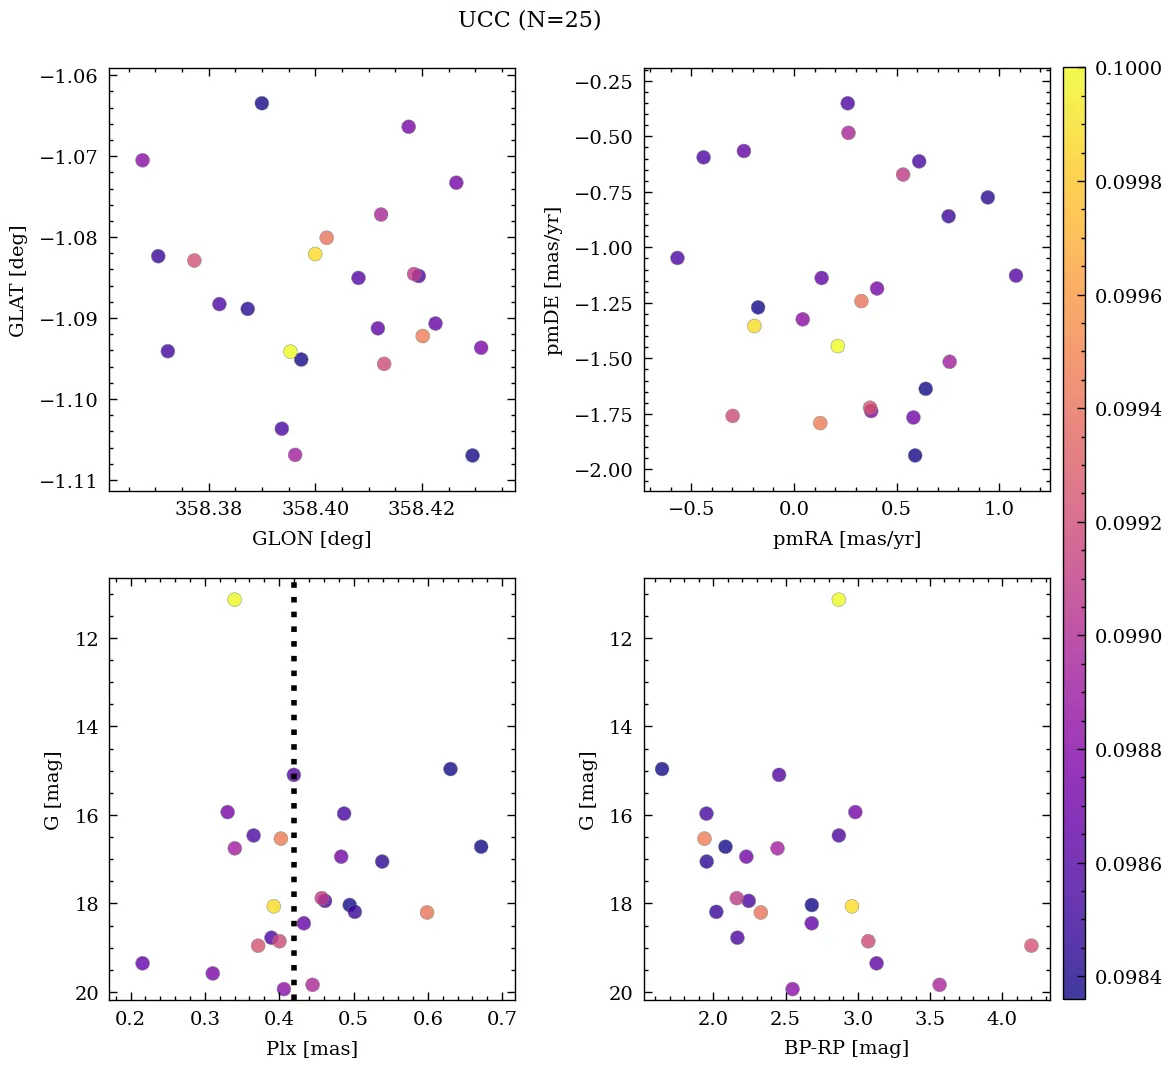 UCC (N=25)
−1.06
−1.07
−1.08
−1.09
−1.10
−1.11
GLAT [deg]
358.38 358.40 358.42
GLON [deg]
−0.25
−0.50
−0.75
−1.00
−1.25
−1.50
−1.75
−2.00
pmDE [mas/yr]
−0.5 0.0 0.5 1.0
pmRA [mas/yr]
12
14
16
18
20
G [mag]
0.2 0.3 0.4 0.5 0.6 0.7
Plx [mas]
12
14
16
18
20
G [mag]
2.0 2.5 3.0 3.5 4.0
BP-RP [mag]
0.1000
0.0998
0.0996
0.0994
0.0992
0.0990
0.0988
0.0986
0.0984